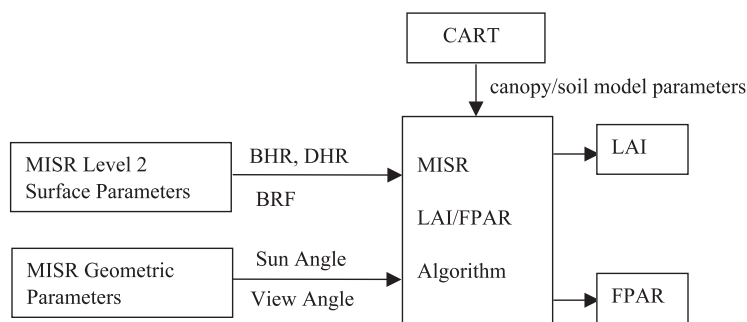 CART
canopy/soil model parameters
MISR Level 2
Surface Parameters
BHR, DHR
BRF
MISR
LAI/FPAR
Algorithm
LAI
MISR Geometric
Parameters
Sun Angle
View Angle
FPAR